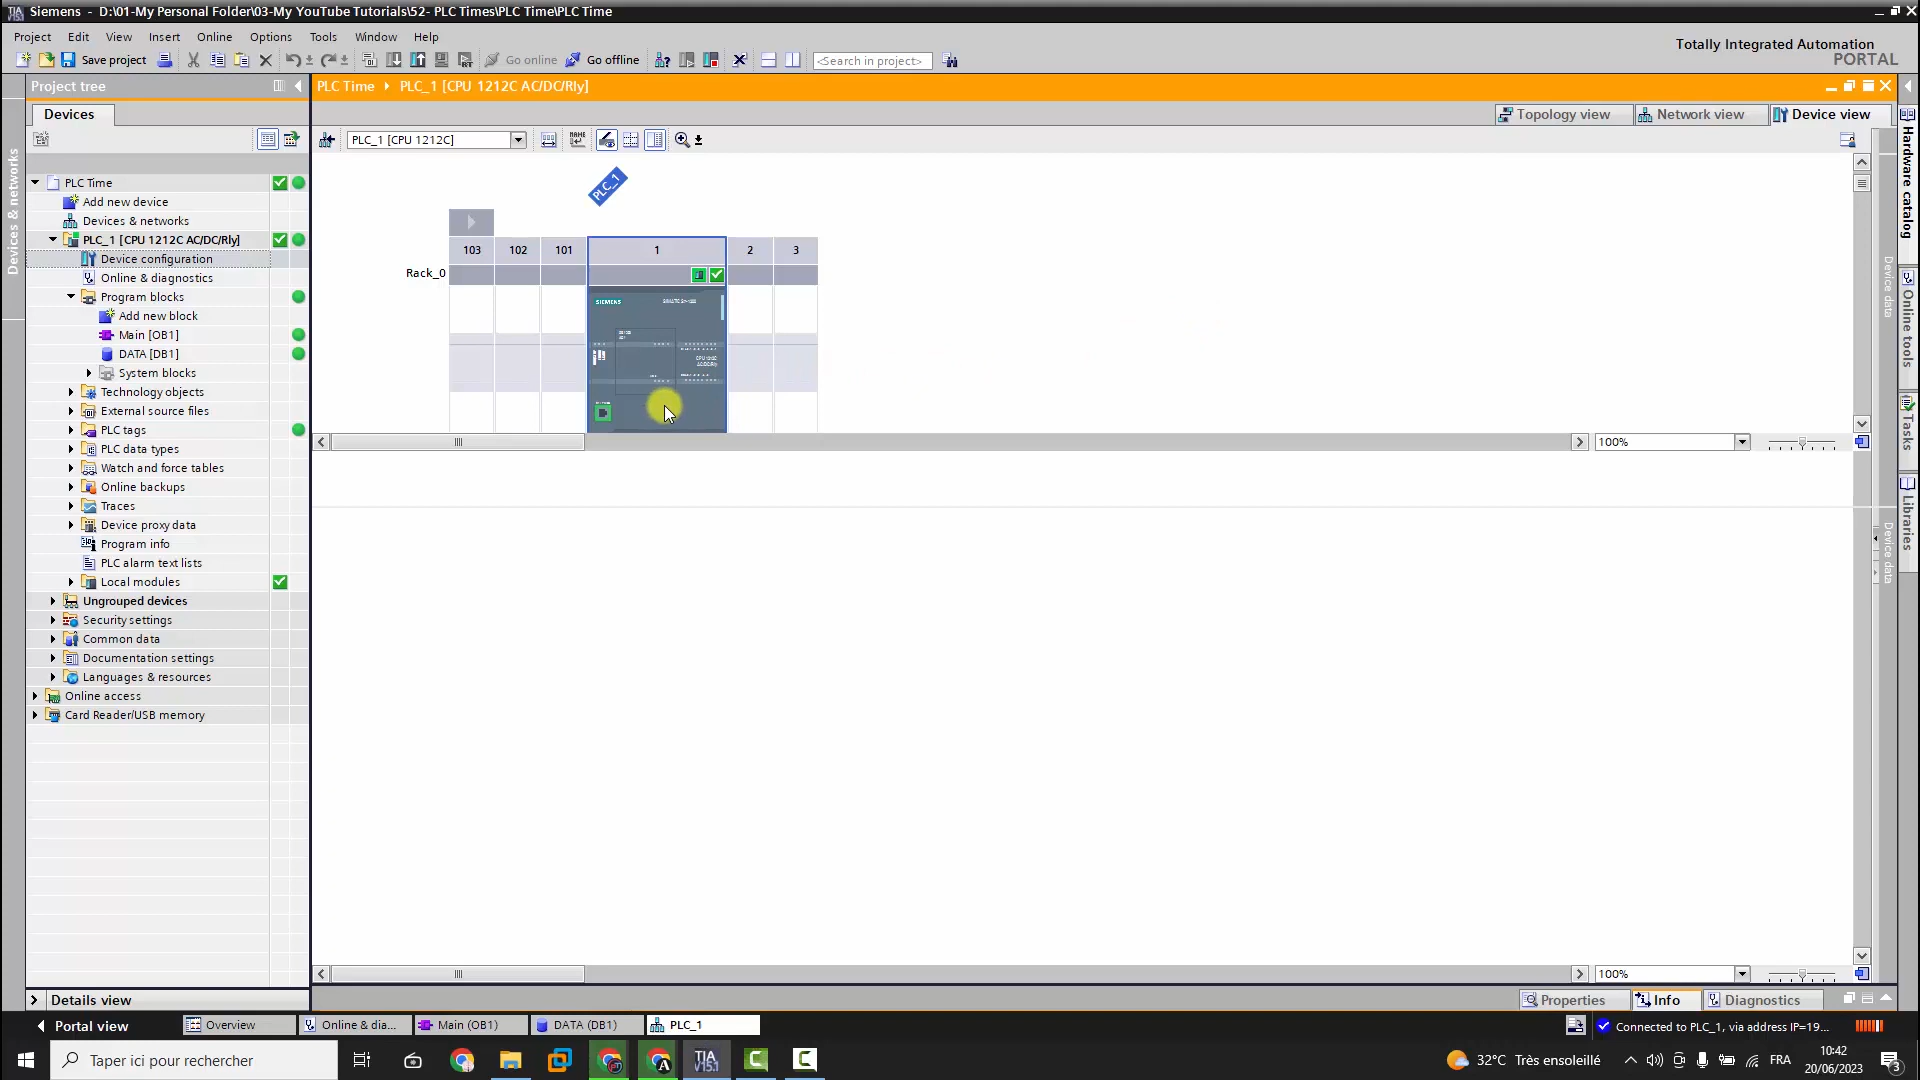 Siemens - D:\01-My Personal Folder\03-My YouTube Tutorials\52- PLC Times\PLC Time\PLC Time
Project Edit View Insert Online Options Tools Window Help
Totally Integrated Automation
PORTAL
Save project
Go online
Go offline
<Search in project>
Project tree
PLC Time
PLC_1 [CPU 1212C AC/DC/Rly]
Devices
Topology view
Network view
Device view
PLC_1 [CPU 1212C]
PLC Time
Add new device
Devices & networks
PLC_1 [CPU 1212C AC/DC/Rly]
Device configuration
Online & diagnostics
Program blocks
Add new block
Main [OB1]
DATA [DB1]
System blocks
Technology objects
External source files
PLC tags
PLC data types
Watch and force tables
Online backups
Traces
Device proxy data
Program info
PLC alarm text lists
Local modules
Ungrouped devices
Security settings
Common data
Documentation settings
Languages & resources
Online access
Card Reader/USB memory
Devices & networks
PLC_1
103 102 101 1 2 3
Rack_0
SIEMENS
100%
100%
Device data
Device data
Hardware catalog
Online tools
Tasks
Libraries
Properties
Info
Diagnostics
Details view
Portal view
Overview
Online & dia...
Main (OB1)
DATA (DB1)
PLC_1
Connected to PLC_1, via address IP=19...
Taper ici pour rechercher
TIA
V15.1
32°C Très ensoleillé
FRA
10:42
20/06/2023
3